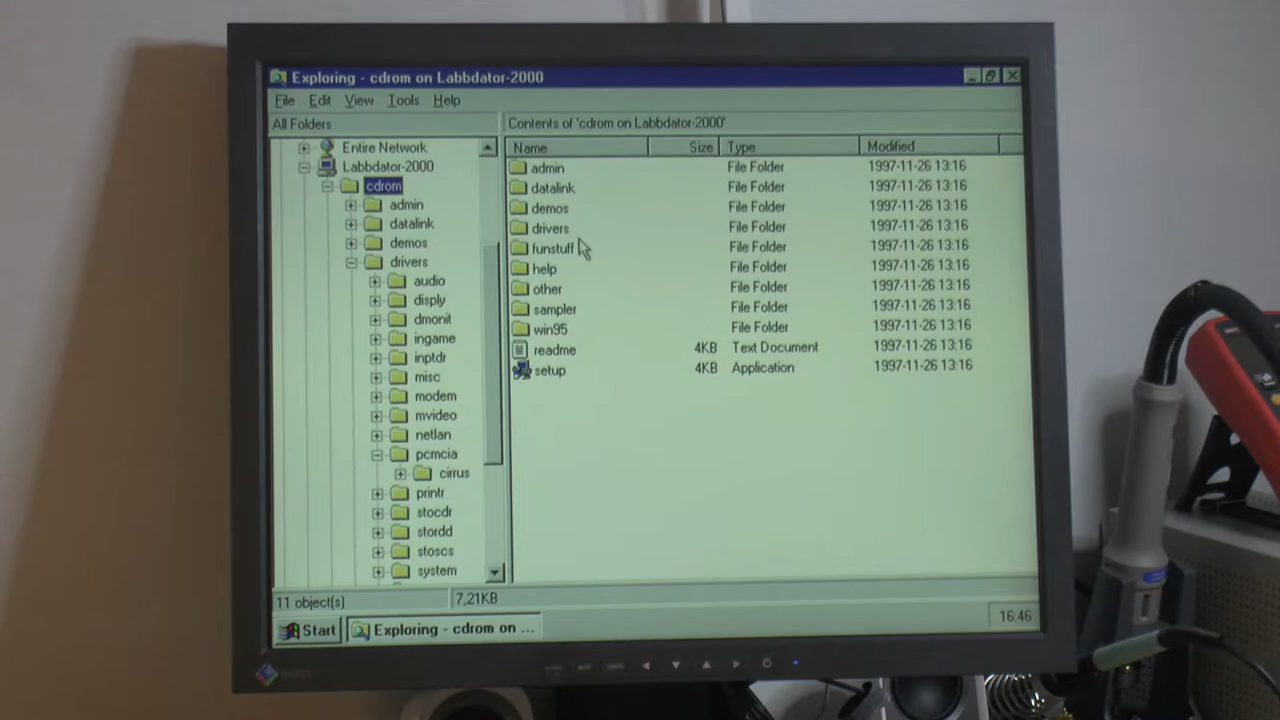 Exploring - cdrom on Labbdator-2000
File Edit View Tools Help
All Folders
Contents of 'cdrom on Labbdator-2000'
Entire Network
Labbdator-2000
cdrom
admin
datalink
demos
drivers
audio
disply
dmonit
ingame
inptdr
misc
modem
mvideo
netlan
pcmcia
cirrus
printr
stocdr
stordd
stoscs
system
Name Size Type Modified
admin File Folder 1997-11-26 13:16
datalink File Folder 1997-11-26 13:16
demos File Folder 1997-11-26 13:16
drivers File Folder 1997-11-26 13:16
funstuff File Folder 1997-11-26 13:16
help File Folder 1997-11-26 13:16
other File Folder 1997-11-26 13:16
sampler File Folder 1997-11-26 13:16
win95 File Folder 1997-11-26 13:16
readme 4KB Text Document 1997-11-26 13:16
setup 4KB Application 1997-11-26 13:16
11 object(s) 7,21KB
Start Exploring - cdrom on ... 16:46